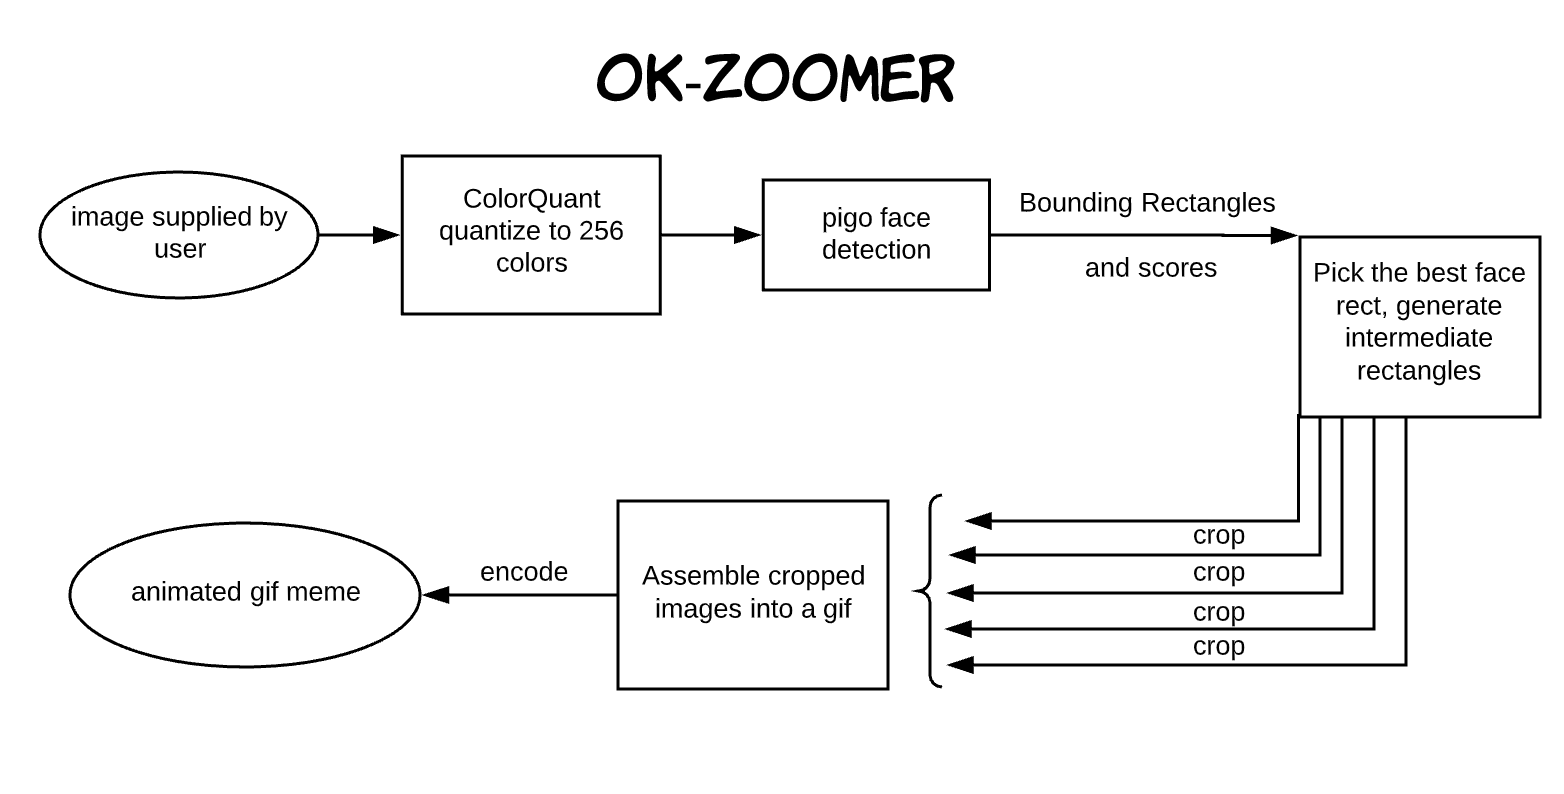 OK-ZOOMER
image supplied by
user
ColorQuant
quantize to 256
colors
pigo face
detection
Bounding Rectangles
and scores
Pick the best face
rect, generate
intermediate
rectangles
crop
crop
crop
crop
Assemble cropped
images into a gif
encode
animated gif meme